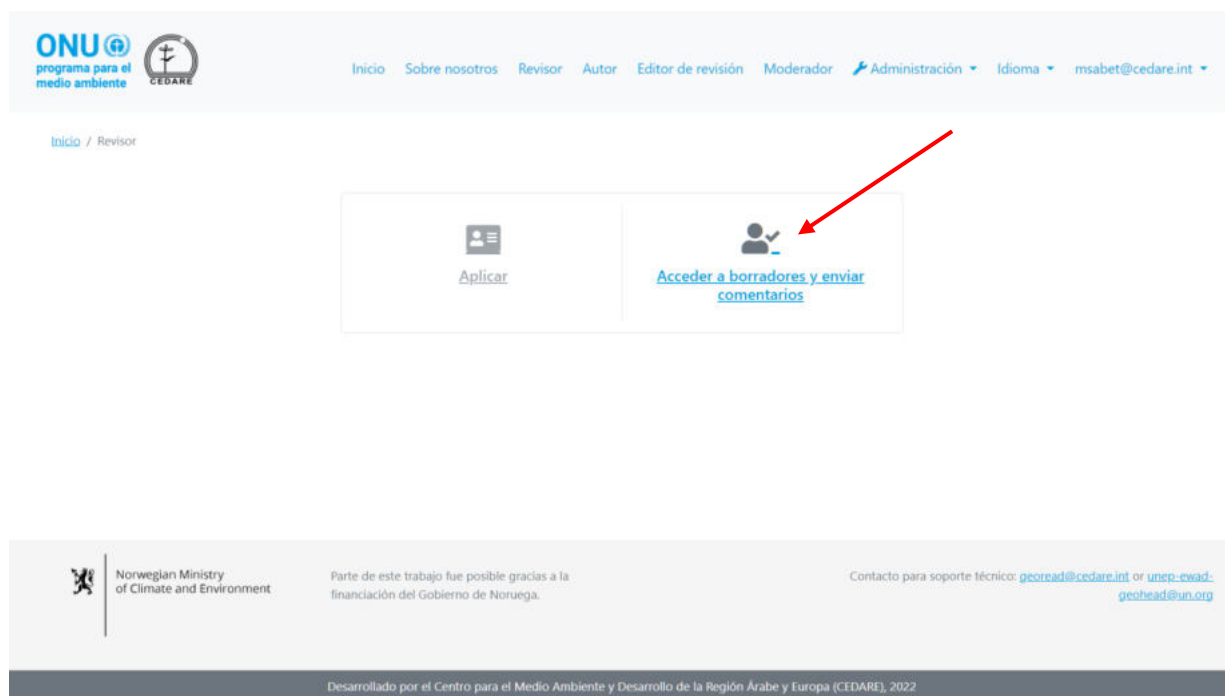 ONU
programa para el
medio ambiente
CEDARE
Inicio Sobre nosotros Revisor Autor Editor de revisión Moderador Administración Idioma msabet@cedare.int
Inicio / Revisor
Aplicar
Acceder a borradores y enviar
comentarios
Norwegian Ministry
of Climate and Environment
Parte de este trabajo fue posible gracias a la
financiación del Gobierno de Noruega.
Contacto para soporte técnico: georead@cedare.int or unep-ewad-
geohead@un.org
Desarrollado por el Centro para el Medio Ambiente y Desarrollo de la Región Árabe y Europa (CEDARE), 2022